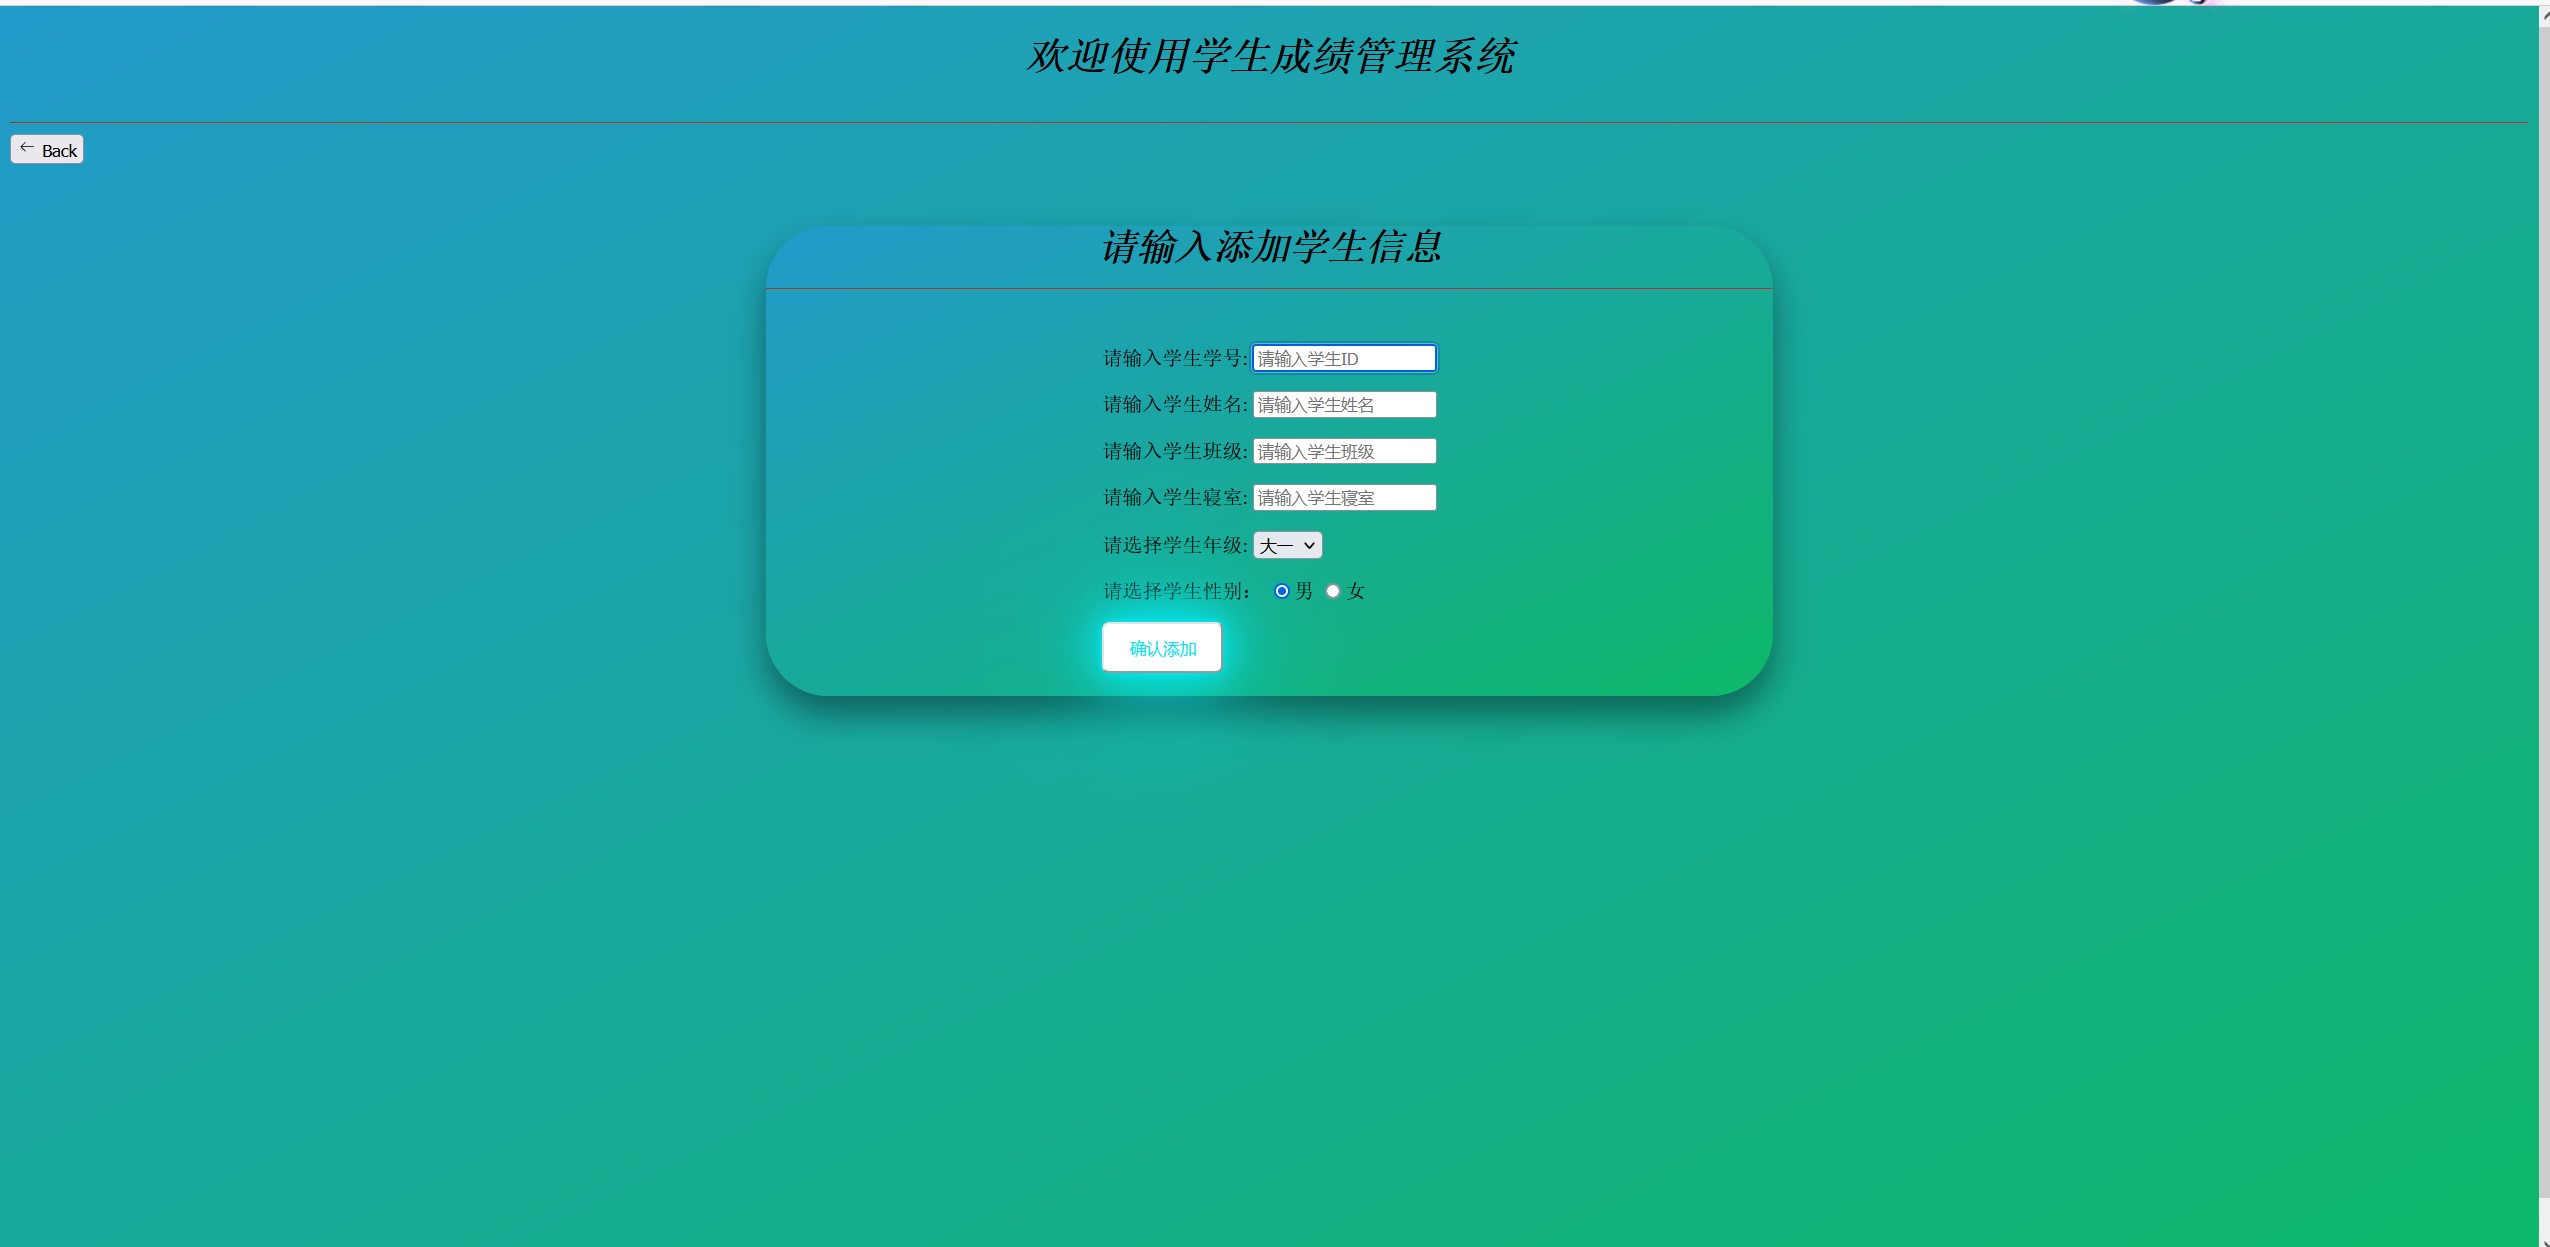 欢迎使用学生成绩管理系统
← Back
请输入添加学生信息
请输入学生学号: 请输入学生ID
请输入学生姓名: 请输入学生姓名
请输入学生班级: 请输入学生班级
请输入学生寝室: 请输入学生寝室
请选择学生年级: 大一
请选择学生性别： 男 女
确认添加